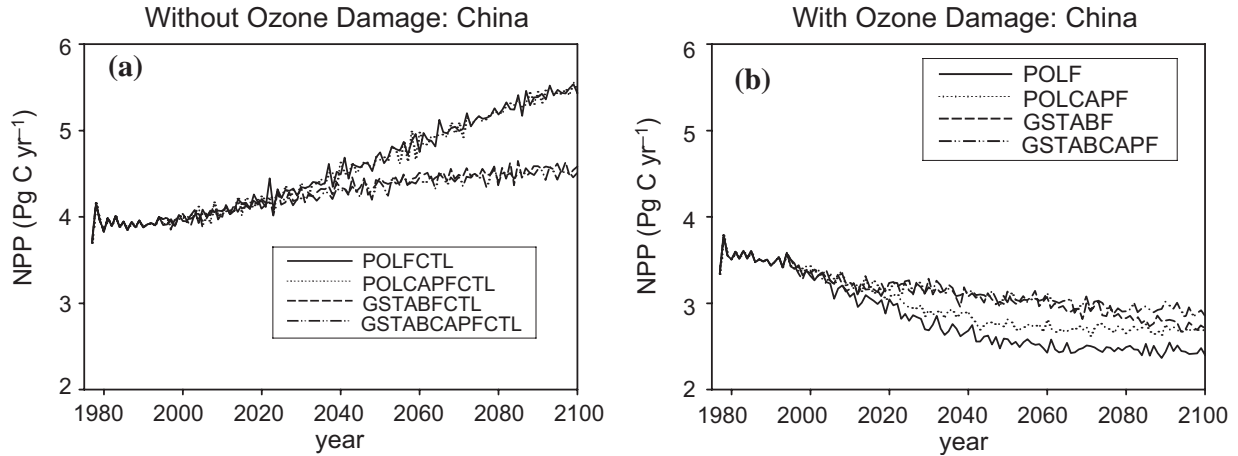 Without Ozone Damage: China
(a)
NPP (Pg C yr⁻¹)
6
5
4
3
2
POLFCTL
POLCAPFCTL
GSTABFCTL
GSTABCAPFCTL
1980 2000 2020 2040 2060 2080 2100
year
With Ozone Damage: China
(b)
NPP (Pg C yr⁻¹)
6
5
4
3
2
POLF
POLCAPF
GSTABF
GSTABCAPF
1980 2000 2020 2040 2060 2080 2100
year